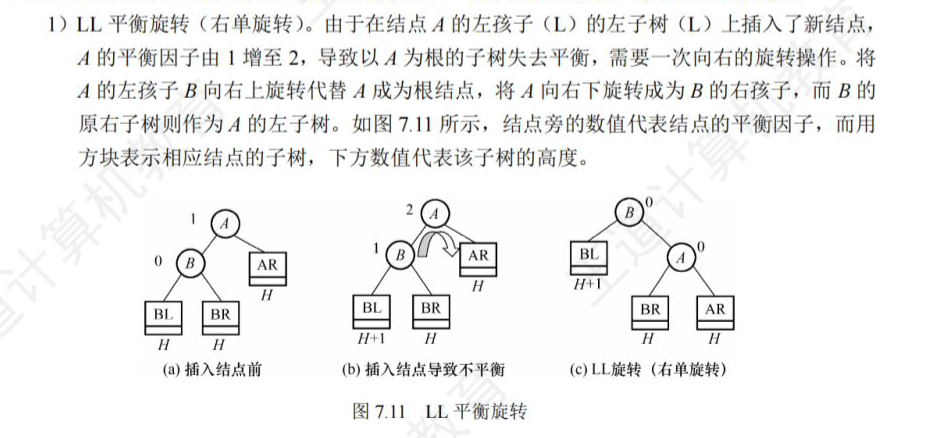 1）LL 平衡旋转（右单旋转）。由于在结点 A 的左孩子（L）的左子树（L）上插入了新结点，
A 的平衡因子由 1 增至 2，导致以 A 为根的子树失去平衡，需要一次向右的旋转操作。将
A 的左孩子 B 向右上旋转代替 A 成为根结点，将 A 向右下旋转成为 B 的右孩子，而 B 的
原右子树则作为 A 的左子树。如图 7.11 所示，结点旁的数值代表结点的平衡因子，而用
方块表示相应结点的子树，下方数值代表该子树的高度。
1 A
0 B AR
H
BL BR
H H
(a) 插入结点前
2 A
1 B AR
H
BL BR
H+1 H
(b) 插入结点导致不平衡
B 0
BL A 0
H+1
BR AR
H H
(c) LL旋转（右单旋转）
图 7.11 LL 平衡旋转